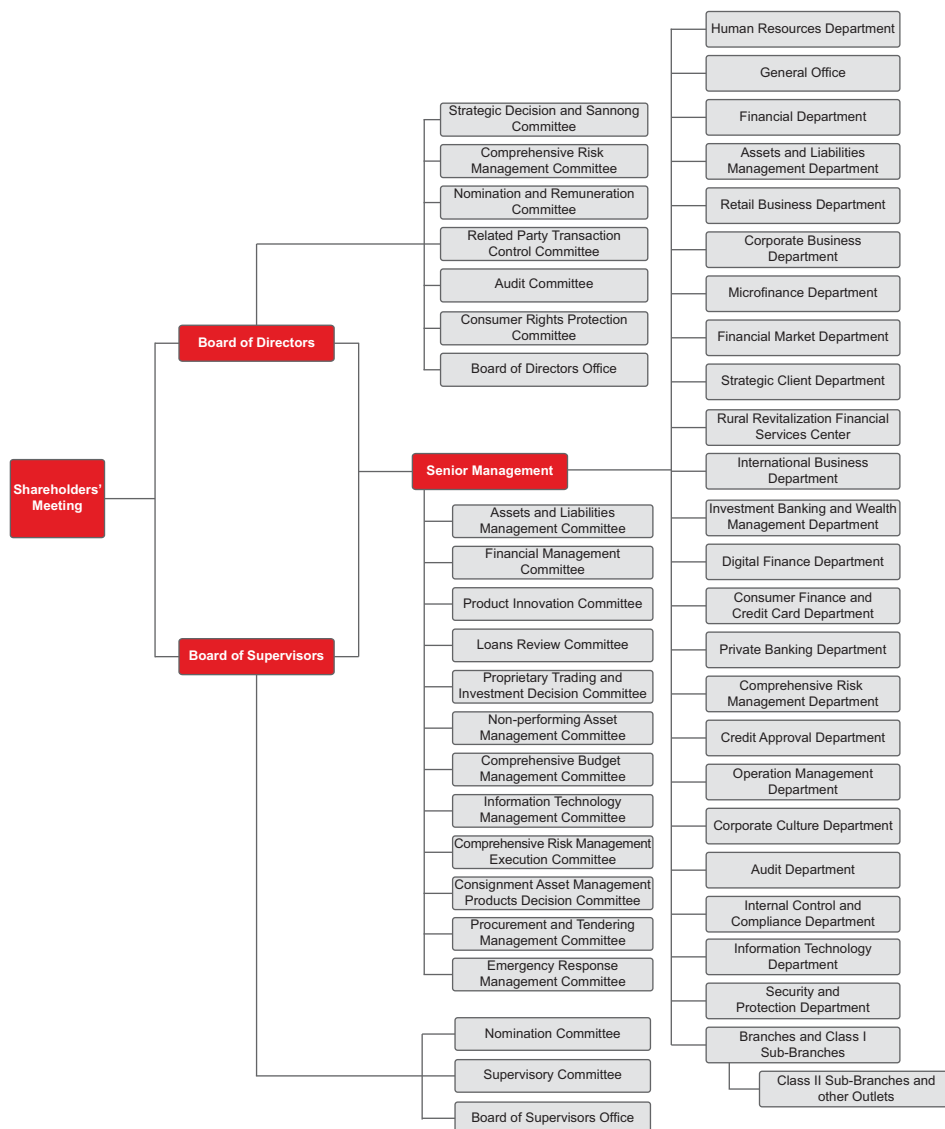 Shareholders'
Meeting
Board of Directors
Board of Supervisors
Strategic Decision and Sannong
Committee
Comprehensive Risk
Management Committee
Nomination and Remuneration
Committee
Related Party Transaction
Control Committee
Audit Committee
Consumer Rights Protection
Committee
Board of Directors Office
Senior Management
Assets and Liabilities
Management Committee
Financial Management
Committee
Product Innovation Committee
Loans Review Committee
Proprietary Trading and
Investment Decision Committee
Non-performing Asset
Management Committee
Comprehensive Budget
Management Committee
Information Technology
Management Committee
Comprehensive Risk Management
Execution Committee
Consignment Asset Management
Products Decision Committee
Procurement and Tendering
Management Committee
Emergency Response
Management Committee
Nomination Committee
Supervisory Committee
Board of Supervisors Office
Human Resources Department
General Office
Financial Department
Assets and Liabilities
Management Department
Retail Business Department
Corporate Business
Department
Microfinance Department
Financial Market Department
Strategic Client Department
Rural Revitalization Financial
Services Center
International Business
Department
Investment Banking and Wealth
Management Department
Digital Finance Department
Consumer Finance and
Credit Card Department
Private Banking Department
Comprehensive Risk
Management Department
Credit Approval Department
Operation Management
Department
Corporate Culture Department
Audit Department
Internal Control and
Compliance Department
Information Technology
Department
Security and
Protection Department
Branches and Class I
Sub-Branches
Class II Sub-Branches and
other Outlets